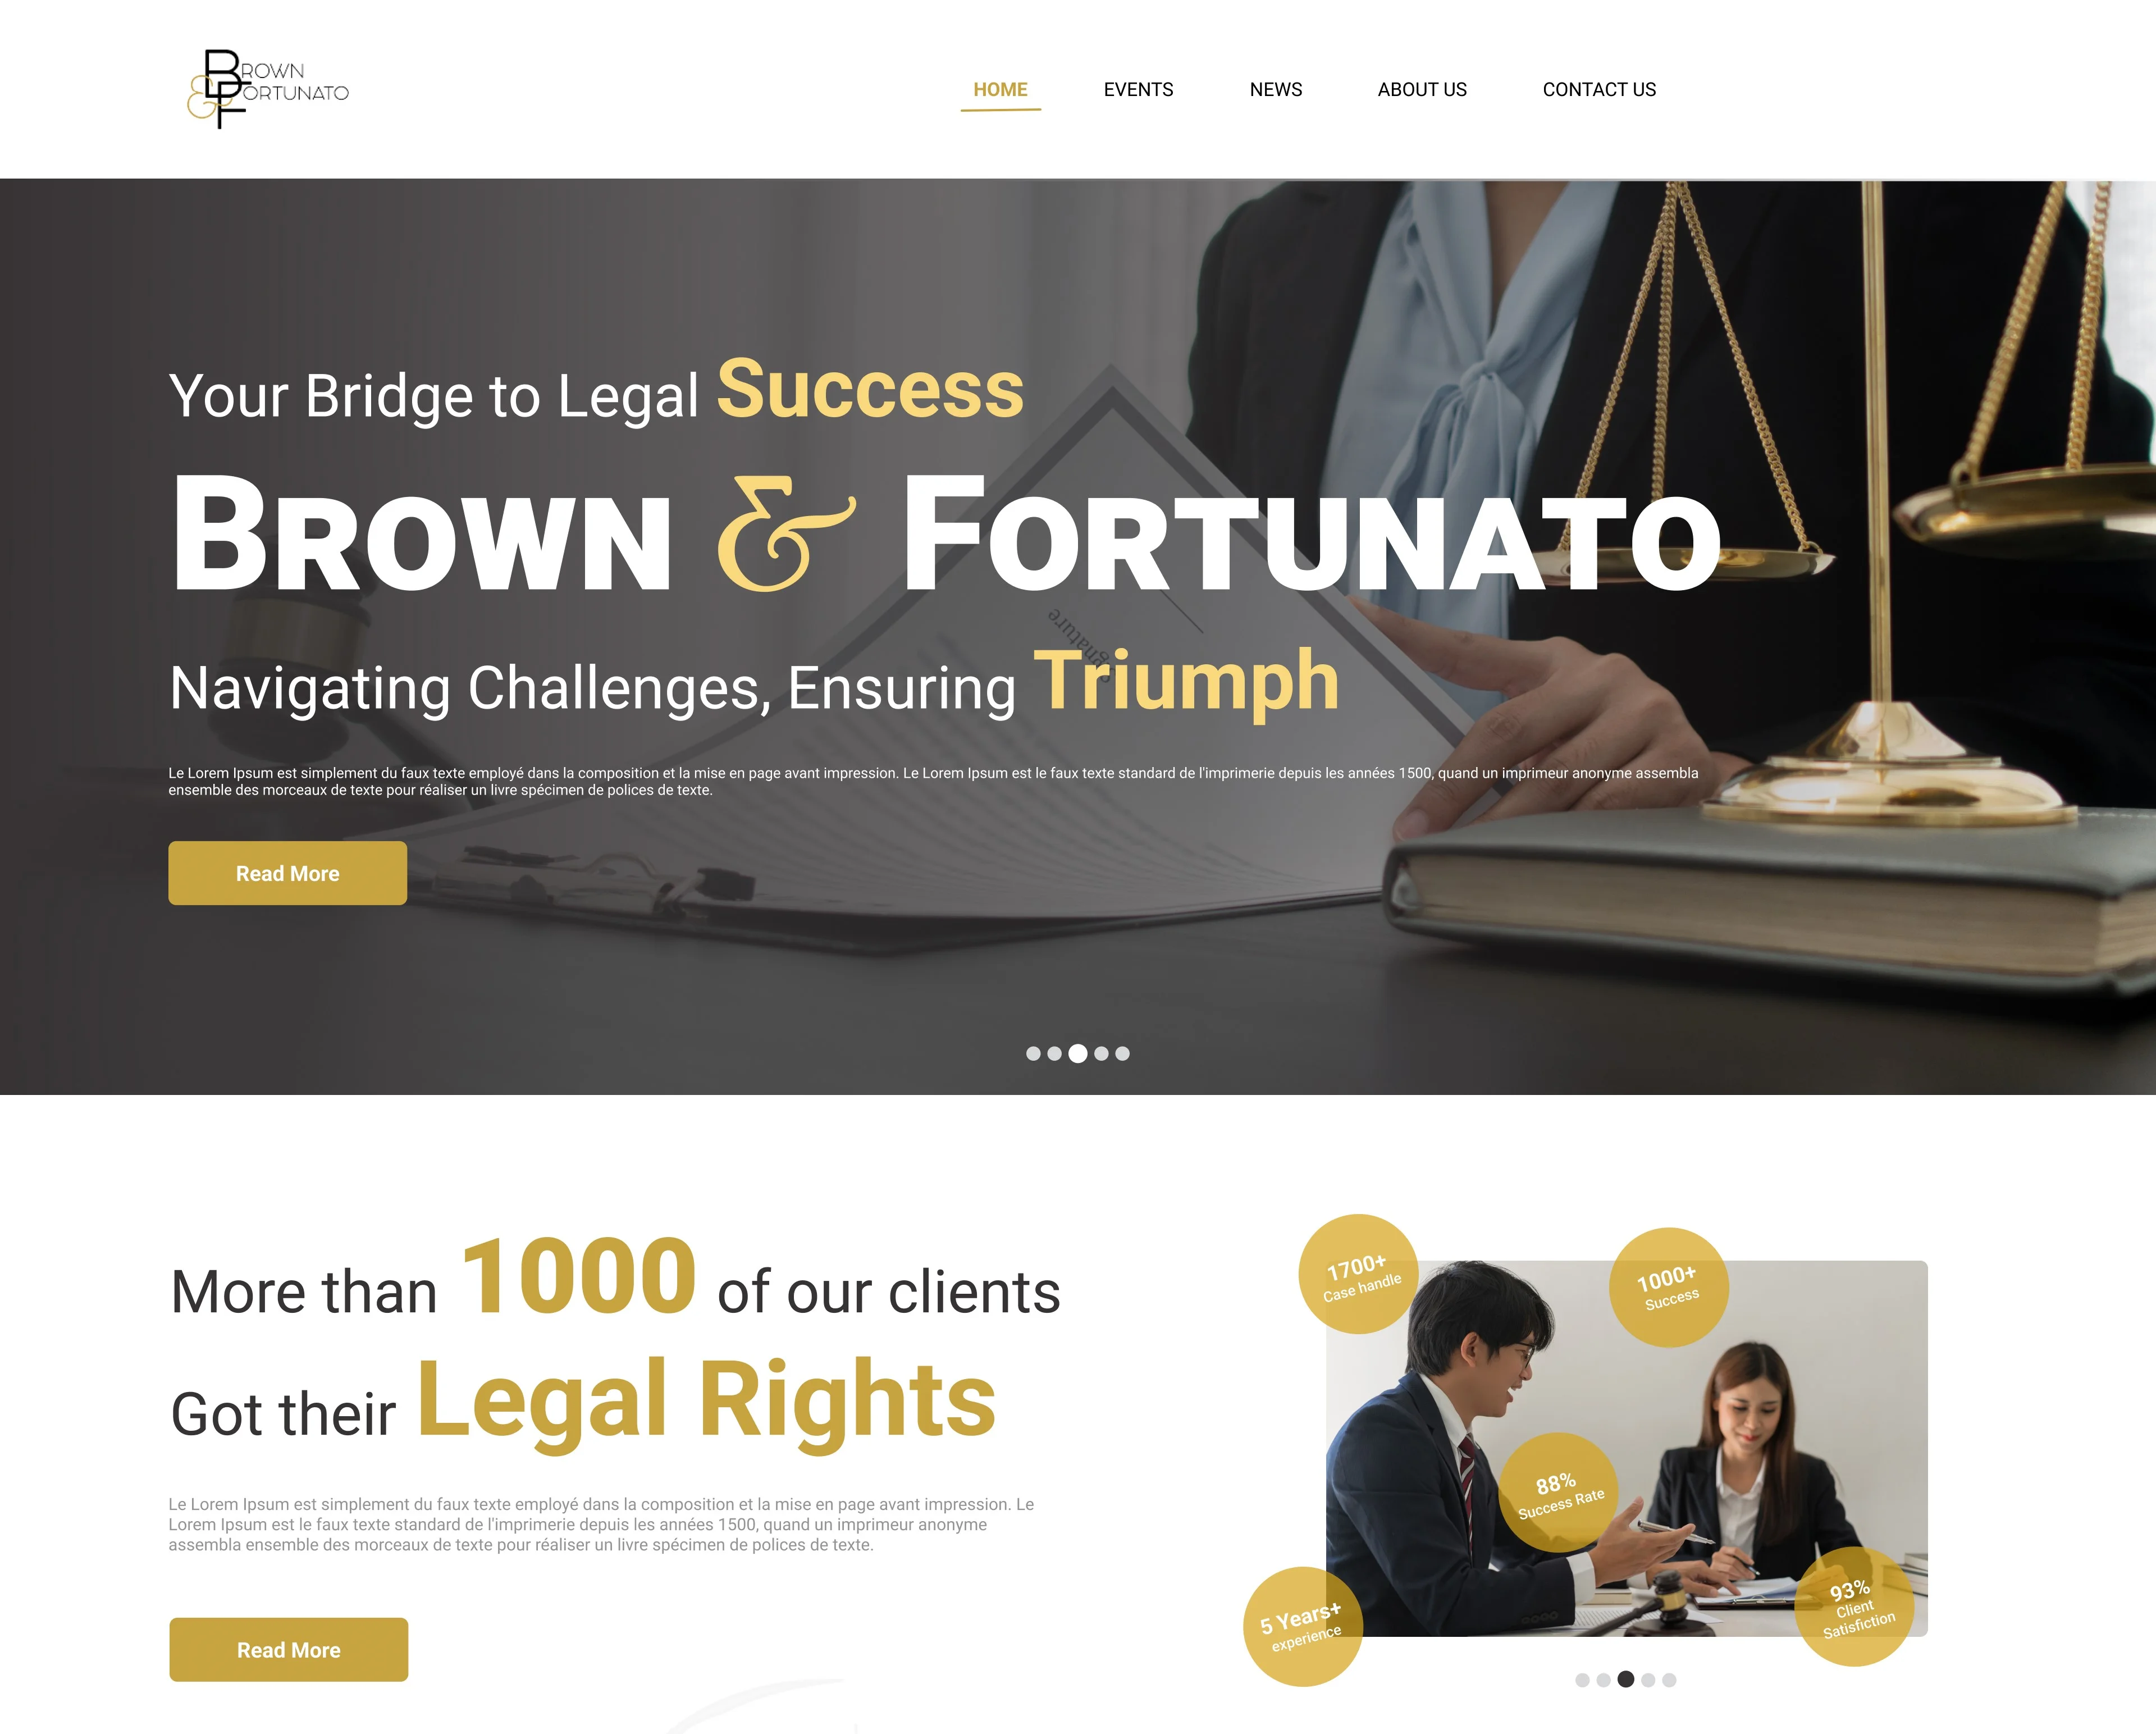 BROWN
& FORTUNATO
HOME EVENTS NEWS ABOUT US CONTACT US
Your Bridge to Legal Success
BROWN & FORTUNATO
Navigating Challenges, Ensuring Triumph
Le Lorem Ipsum est simplement du faux texte employé dans la composition et la mise en page avant impression. Le Lorem Ipsum est le faux texte standard de l'imprimerie depuis les années 1500, quand un imprimeur anonyme assembla
ensemble des morceaux de texte pour réaliser un livre spécimen de polices de texte.
Read More
More than 1000 of our clients
Got their Legal Rights
Le Lorem Ipsum est simplement du faux texte employé dans la composition et la mise en page avant impression. Le
Lorem Ipsum est le faux texte standard de l'imprimerie depuis les années 1500, quand un imprimeur anonyme
assembla ensemble des morceaux de texte pour réaliser un livre spécimen de polices de texte.
Read More
1700+
Case handle
1000+
Success
88%
Success Rate
5 Years+
experience
93%
Client
Satisfiction